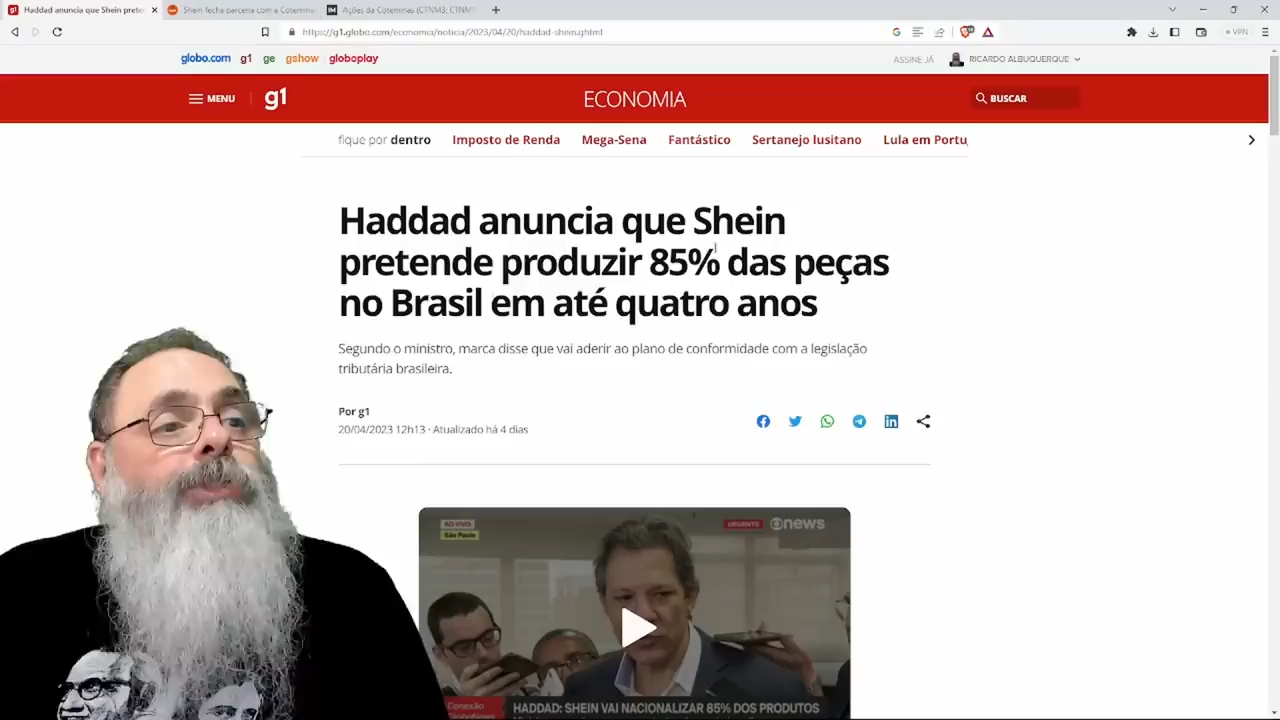 Haddad anuncia que Shein prete
Shein fecha parceria com a Coteminas
Ações da Coteminas (CTNM3; CTNM
https://g1.globo.com/economia/noticia/2023/04/20/haddad-shein.ghtml
VPN
globo.com g1 ge gshow globoplay
ASSINE JÁ RICARDO ALBUQUERQUE
MENU g1 ECONOMIA BUSCAR
fique por dentro Imposto de Renda Mega-Sena Fantástico Sertanejo lusitano Lula em Portu
Haddad anuncia que Shein
pretende produzir 85% das peças
no Brasil em até quatro anos
Segundo o ministro, marca disse que vai aderir ao plano de conformidade com a legislação
tributária brasileira.
Por g1
20/04/2023 12h13 · Atualizado há 4 dias
AO VIVO
São Paulo
URGENTE news
Conexão
GloboNews
HADDAD: SHEIN VAI NACIONALIZAR 85% DOS PRODUTOS